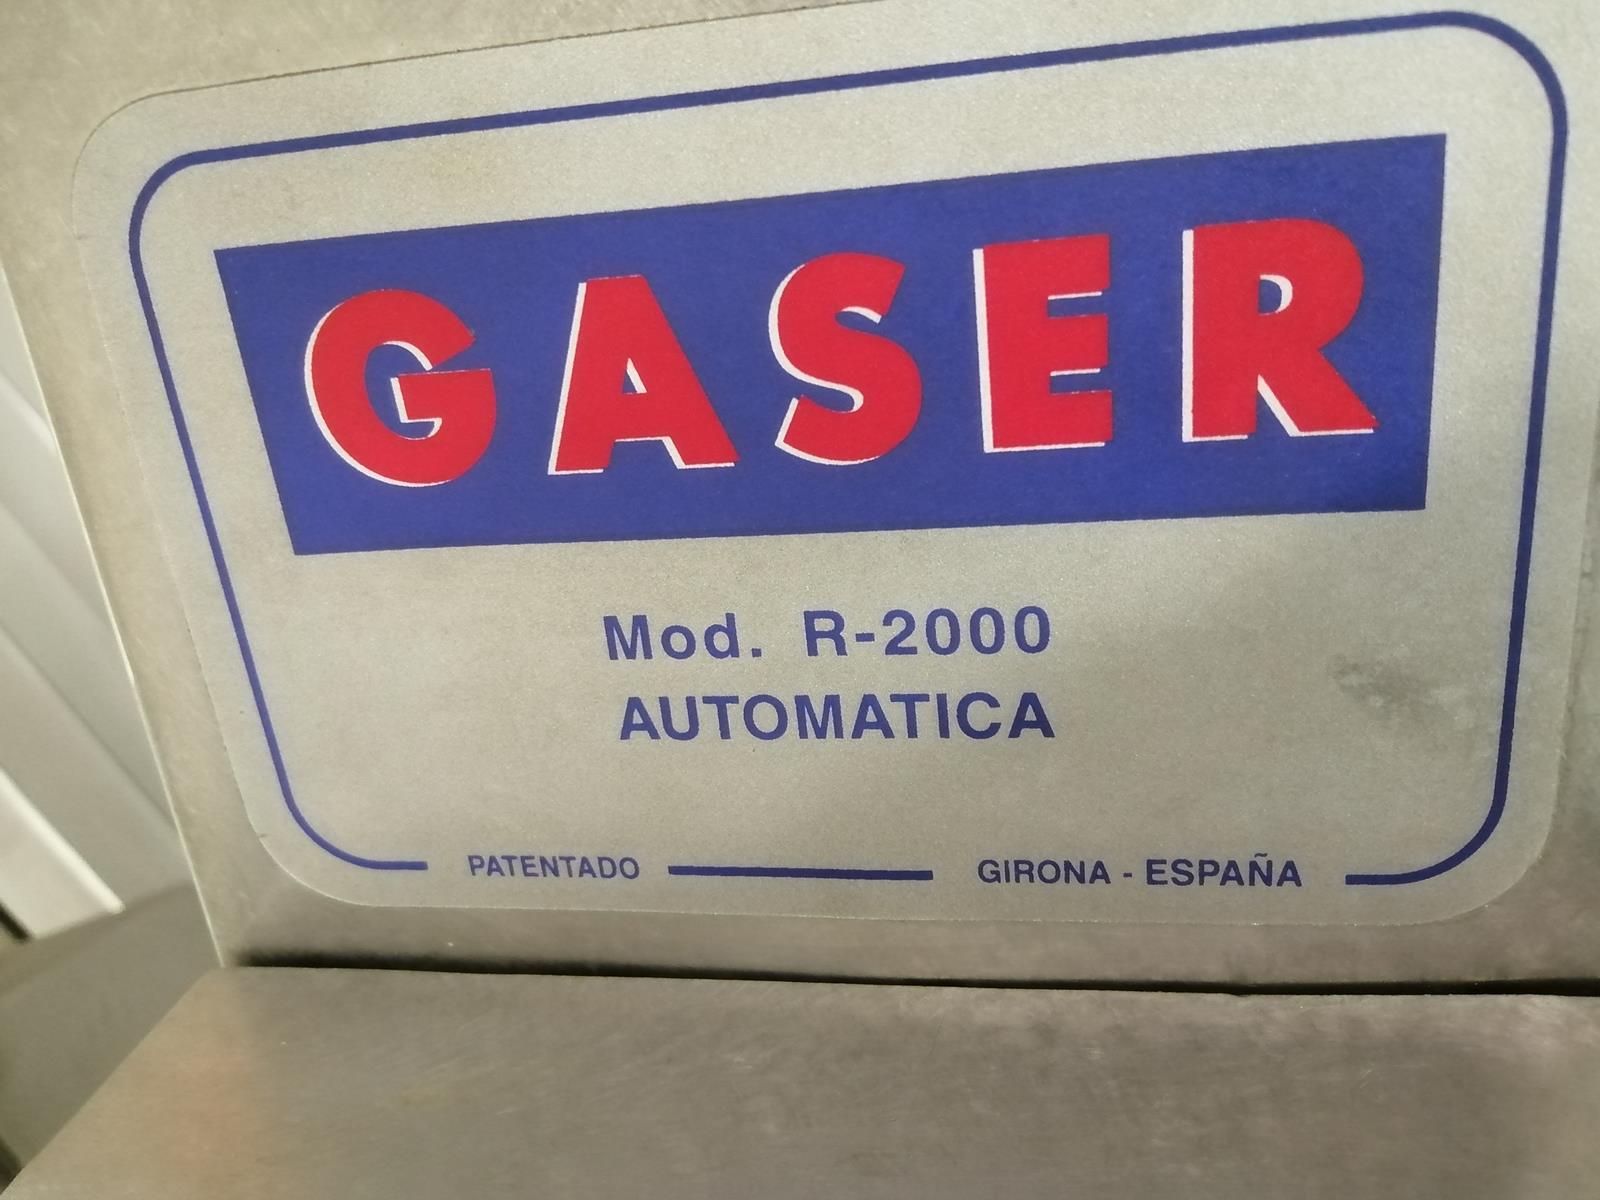 GASER
Mod. R-2000
AUTOMATICA
PATENTADO GIRONA - ESPAÑA